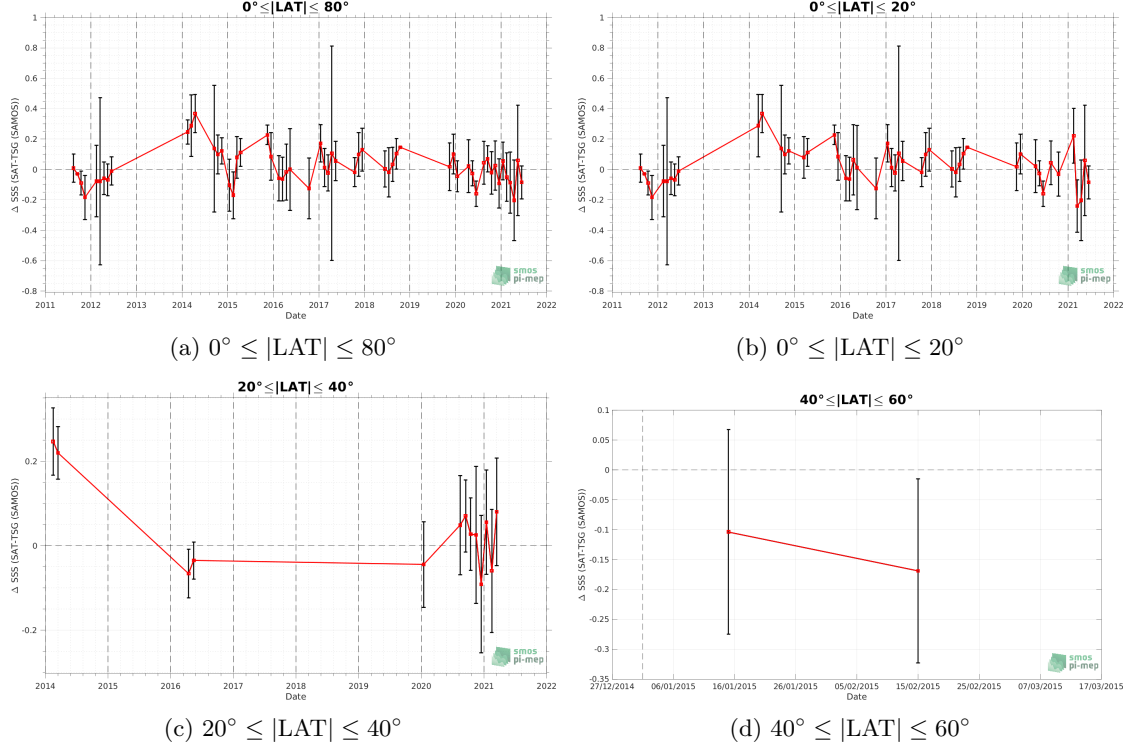 0°≤|LAT|≤ 80°
Δ SSS (SAT-TSG (SAMOS))
1
0.8
0.6
0.4
0.2
0
-0.2
-0.4
-0.6
-0.8
2011 2012 2013 2014 2015 2016 2017 2018 2019 2020 2021 2022
Date
smos
pi-mep
(a) 0° ≤ |LAT| ≤ 80°
0°≤|LAT|≤ 20°
Δ SSS (SAT-TSG (SAMOS))
1
0.8
0.6
0.4
0.2
0
-0.2
-0.4
-0.6
-0.8
2011 2012 2013 2014 2015 2016 2017 2018 2019 2020 2021 2022
Date
smos
pi-mep
(b) 0° ≤ |LAT| ≤ 20°
20°≤|LAT|≤ 40°
Δ SSS (SAT-TSG (SAMOS))
0.2
0
-0.2
2014 2015 2016 2017 2018 2019 2020 2021 2022
Date
smos
pi-mep
(c) 20° ≤ |LAT| ≤ 40°
40°≤|LAT|≤ 60°
Δ SSS (SAT-TSG (SAMOS))
0.1
0.05
0
-0.05
-0.1
-0.15
-0.2
-0.25
-0.3
-0.35
27/12/2014 06/01/2015 16/01/2015 26/01/2015 05/02/2015 15/02/2015 25/02/2015 07/03/2015 17/03/2015
Date
smos
pi-mep
(d) 40° ≤ |LAT| ≤ 60°